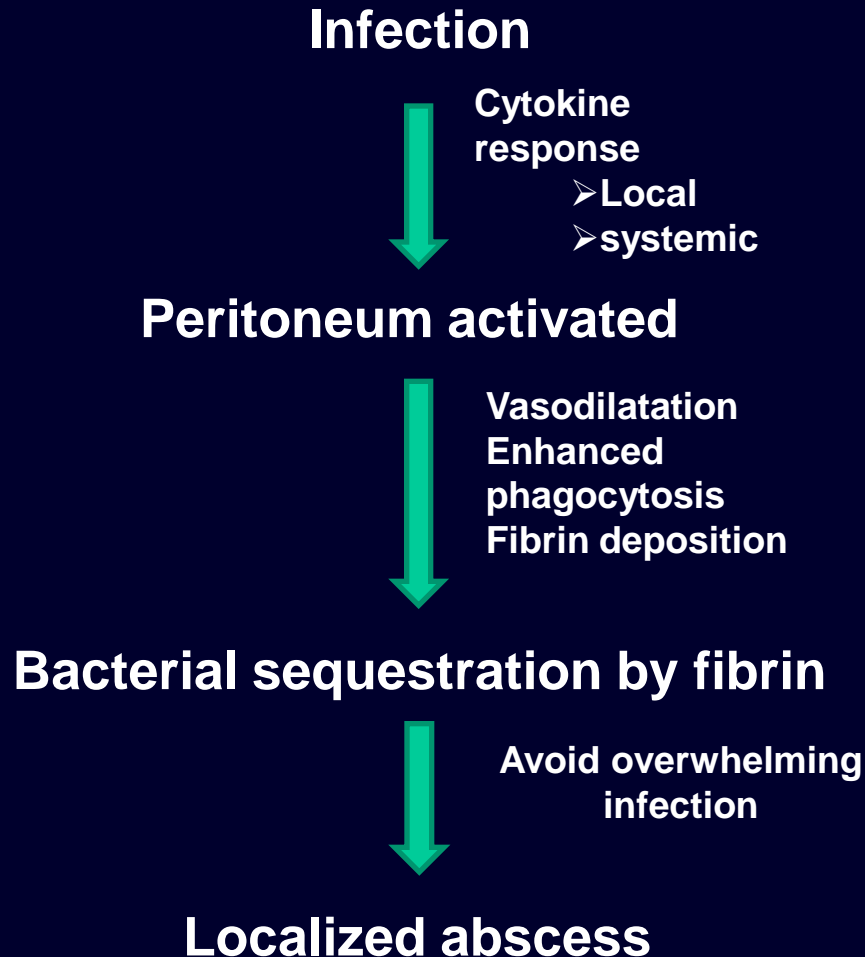 Infection
Cytokine
response
➢Local
➢systemic
Peritoneum activated
Vasodilatation
Enhanced
phagocytosis
Fibrin deposition
Bacterial sequestration by fibrin
Avoid overwhelming
infection
Localized abscess